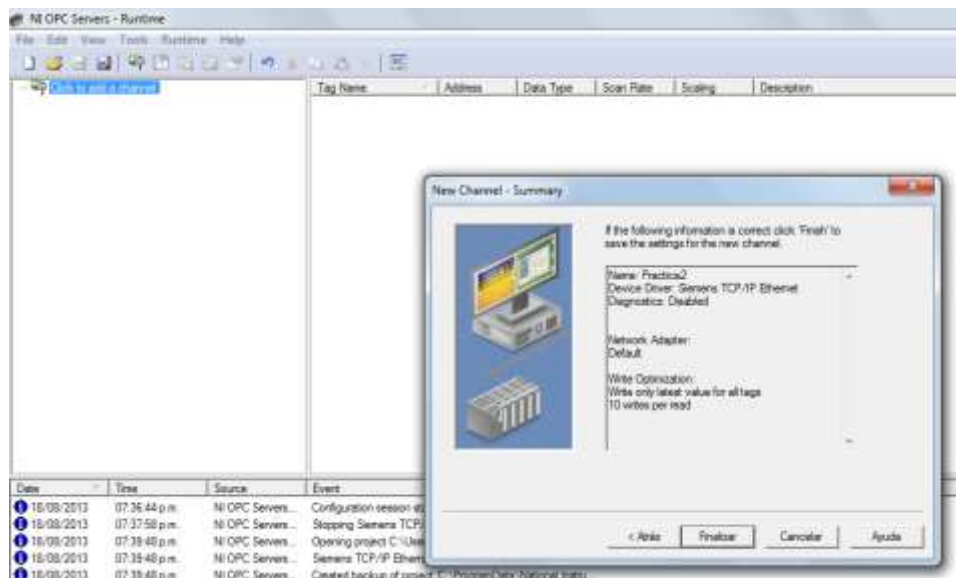 NI OPC Servers - Runtime
File Edit View Tools Runtime Help
Click to add a channel.
Tag Name Address Data Type Scan Rate Scaling Description
New Channel - Summary
If the following information is correct click 'Finish' to
save the settings for the new channel.
Name: Practica2
Device Driver: Siemens TCP/IP Ethernet
Diagnostics: Disabled
Network Adapter:
Default
Write Optimization:
Write only latest value for all tags
10 writes per read
< Atrás Finalizar Cancelar Ayuda
Date Time Source Event
18/08/2013 07:36:44 p.m. NI OPC Servers... Configuration session
18/08/2013 07:37:58 p.m. NI OPC Servers... Stopping Siemens TCP/
18/08/2013 07:39:48 p.m. NI OPC Servers... Opening project C:\
18/08/2013 07:39:48 p.m. NI OPC Servers... Siemens TCP/IP
18/08/2013 07:39:48 p.m. NI OPC Servers... Created backup of project C:\ProgramData\National